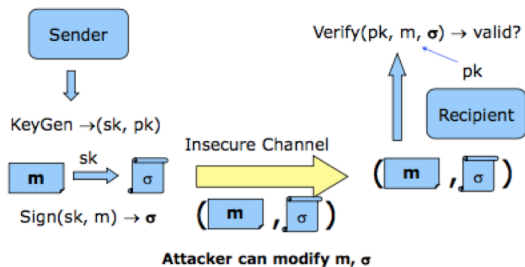 Sender
Verify(pk, m, σ) → valid?
pk
KeyGen →(sk, pk)
Recipient
Insecure Channel
sk
m
σ
(m, σ)
(m, σ)
Sign(sk, m) → σ
Attacker can modify m, σ